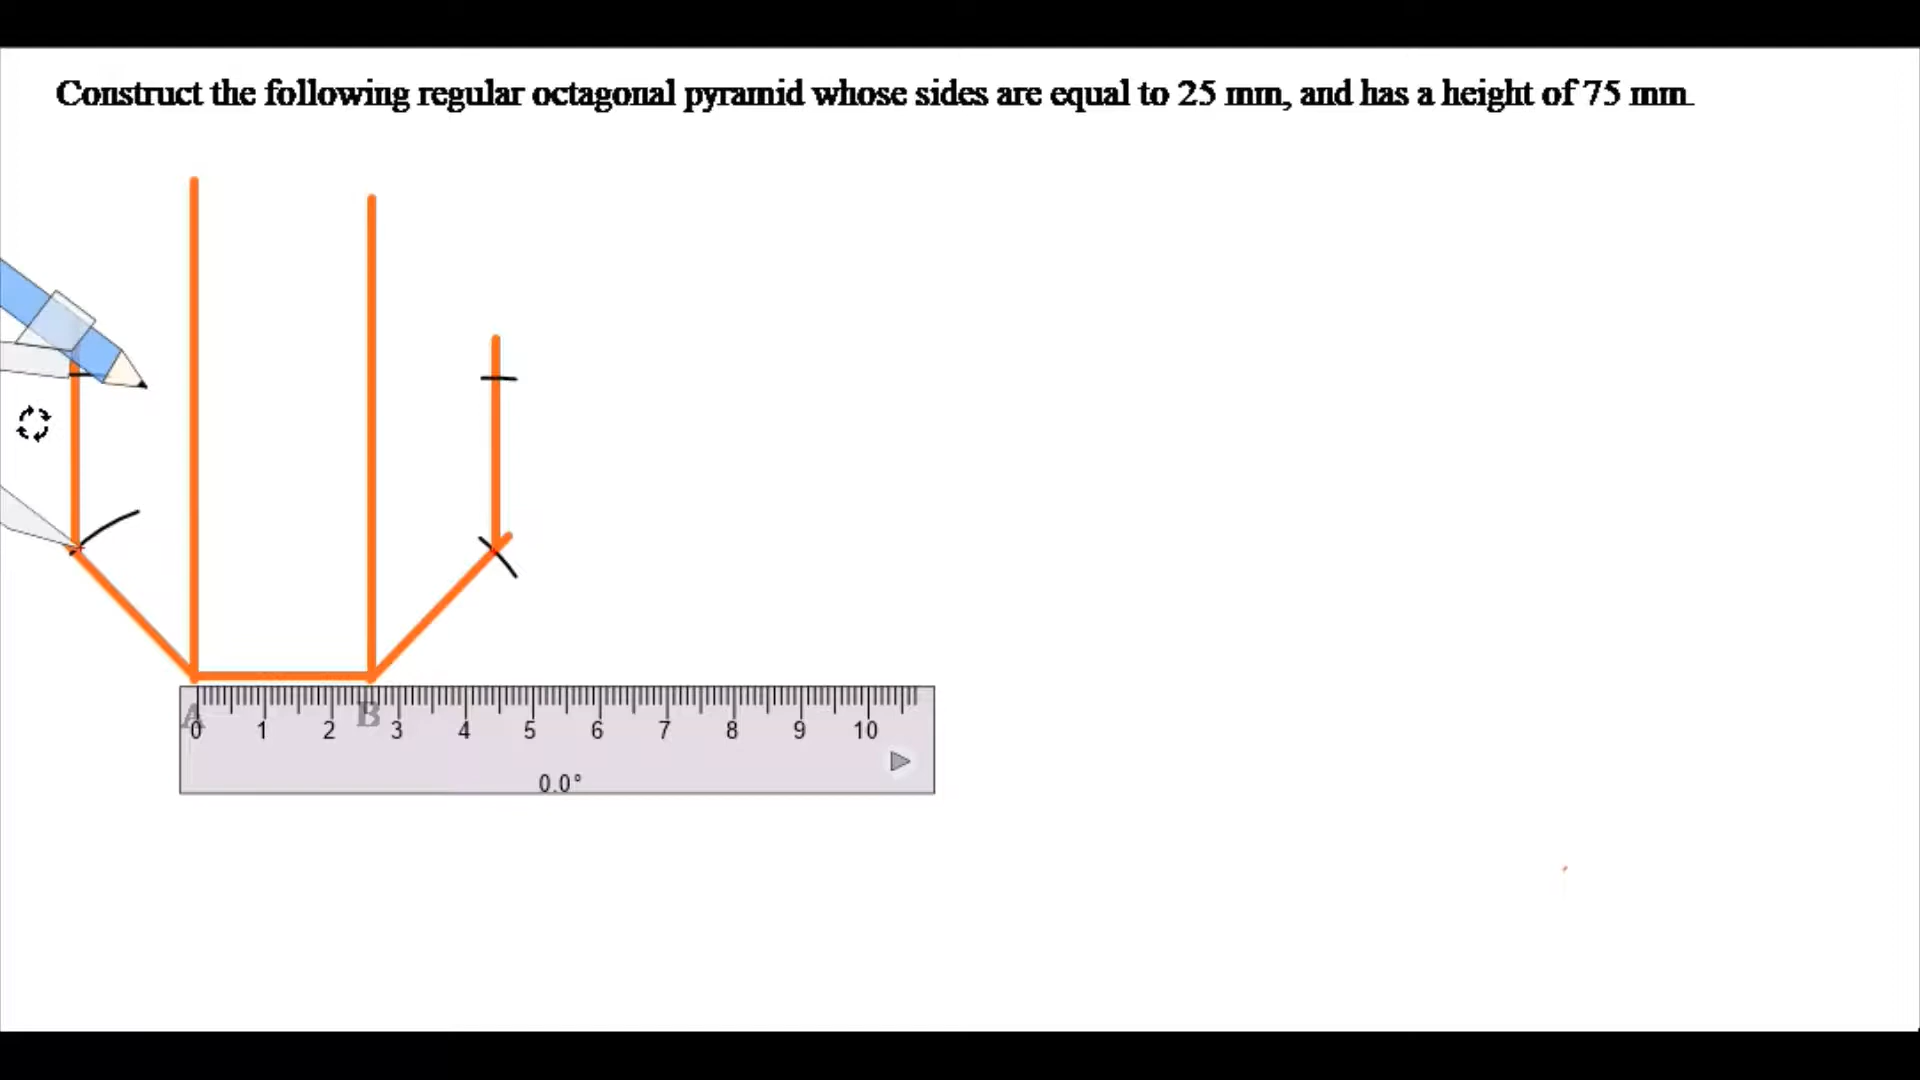 Construct the following regular octagonal pyramid whose sides are equal to 25 mm, and has a height of 75 mm.
A B
0 1 2 3 4 5 6 7 8 9 10
0.0°